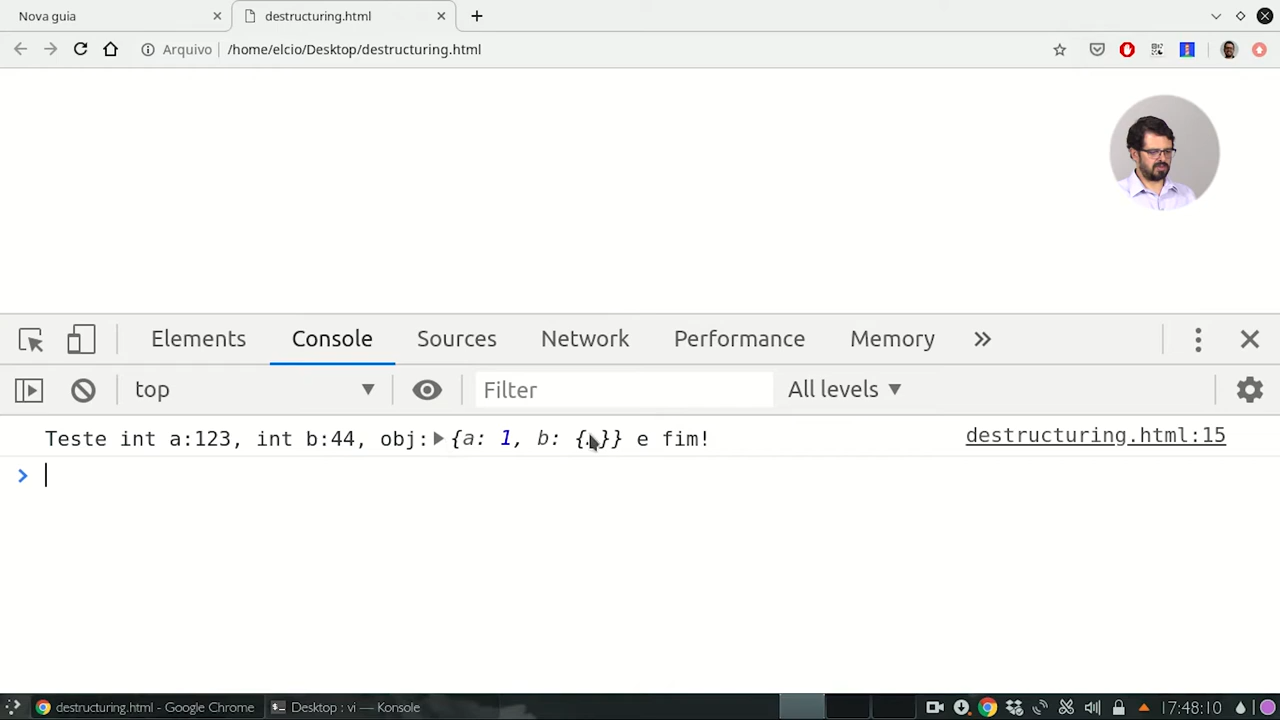 Nova guia
destructuring.html
Arquivo
/home/elcio/Desktop/destructuring.html
Elements Console Sources Network Performance Memory
top
Filter
All levels
Teste int a:123, int b:44, obj: {a: 1, b: {…}} e fim!
destructuring.html:15
destructuring.html - Google Chrome
Desktop : vi — Konsole
17:48:10